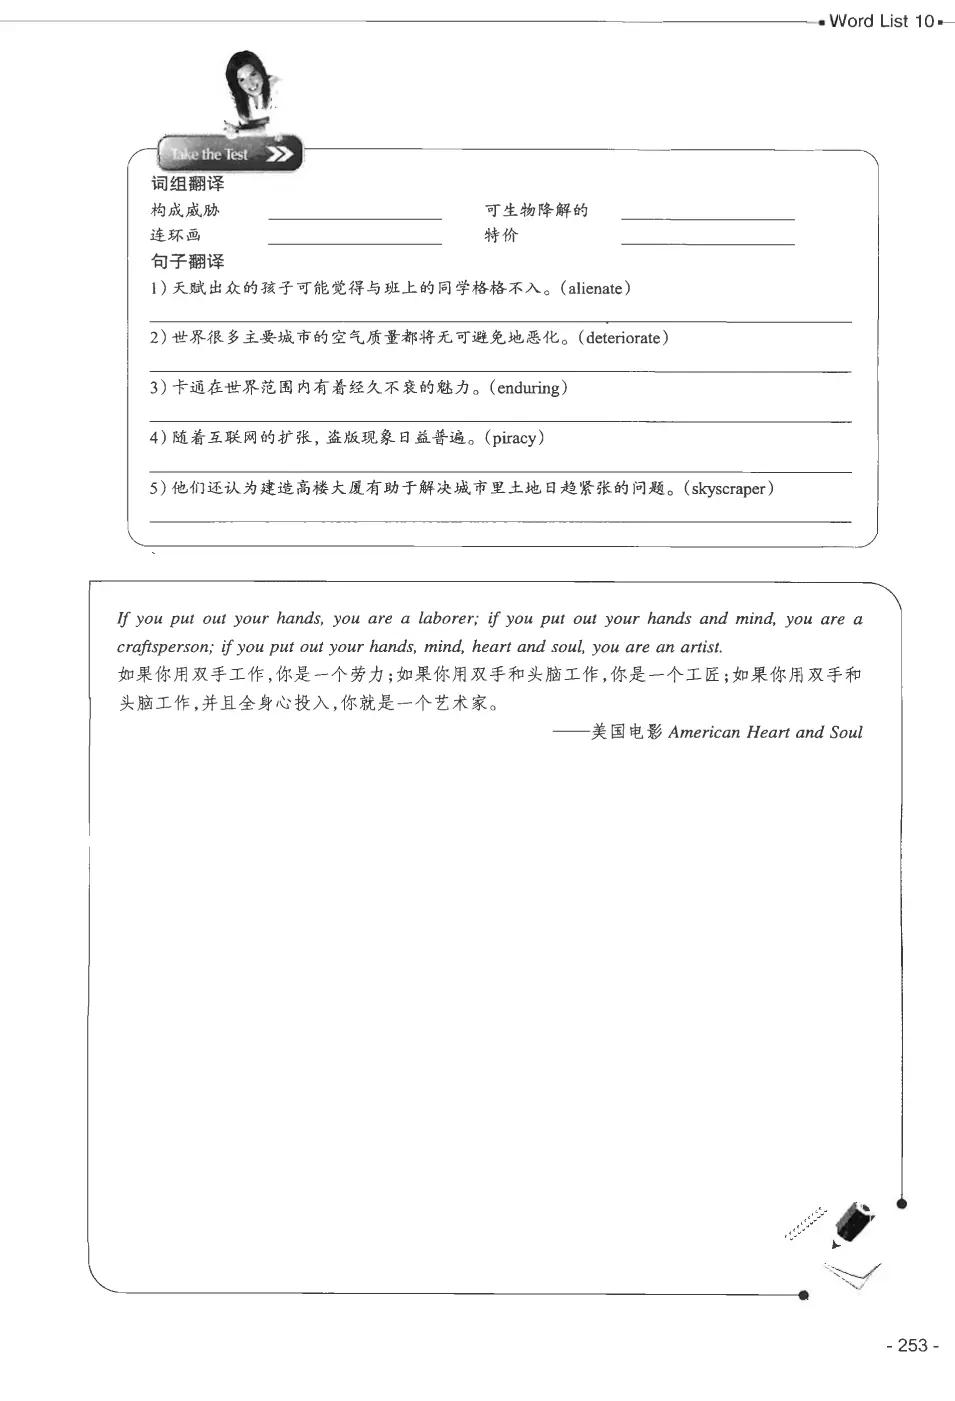 Word List 10
Take the Test
词组翻译
构成威胁 可生物降解的
连环画 特价
句子翻译
1) 天赋出众的孩子可能觉得与班上的同学格格不入。(alienate)
2) 世界很多主要城市的空气质量都将无可避免地恶化。(deteriorate)
3) 卡通在世界范围内有着经久不衰的魅力。(enduring)
4) 随着互联网的扩张，盗版现象日益普遍。(piracy)
5) 他们还认为建造高楼大厦有助于解决城市里土地日趋紧张的问题。(skyscraper)
If you put out your hands, you are a laborer; if you put out your hands and mind, you are a
craftsperson; if you put out your hands, mind, heart and soul, you are an artist.
如果你用双手工作,你是一个劳力;如果你用双手和头脑工作,你是一个工匠;如果你用双手和
头脑工作,并且全身心投入,你就是一个艺术家。
——美国电影 American Heart and Soul
- 253 -